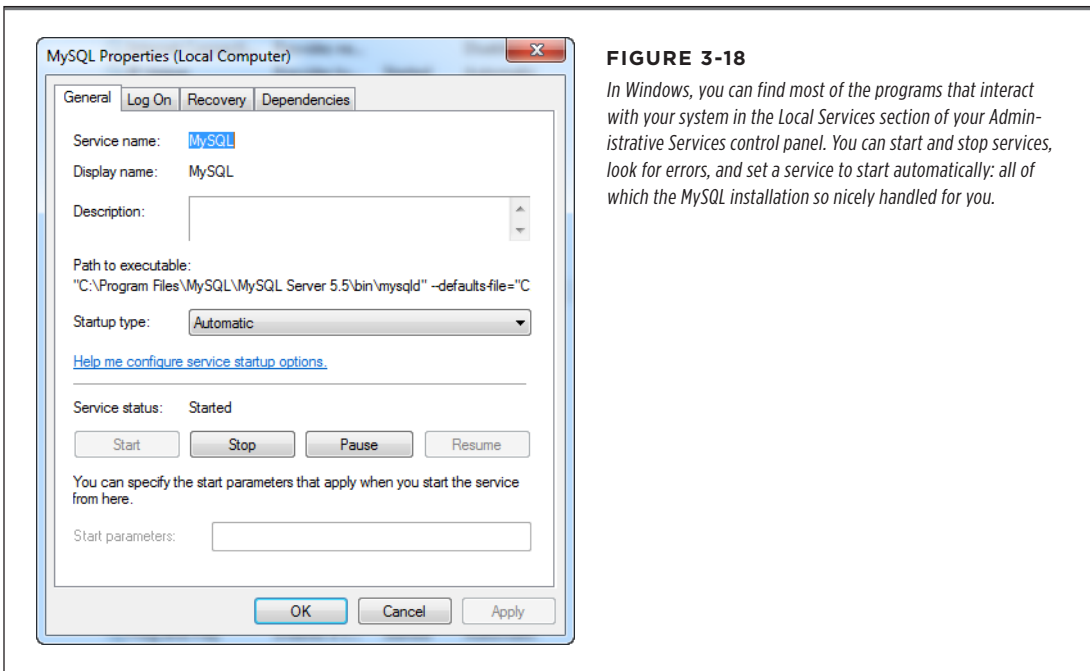 MySQL Properties (Local Computer)
General
Log On
Recovery
Dependencies
Service name: MySQL
Display name: MySQL
Description:
Path to executable:
"C:\Program Files\MySQL\MySQL Server 5.5\bin\mysqld" --defaults-file="C
Startup type: Automatic
Help me configure service startup options.
Service status: Started
Start
Stop
Pause
Resume
You can specify the start parameters that apply when you start the service
from here.
Start parameters:
OK
Cancel
Apply
FIGURE 3-18
In Windows, you can find most of the programs that interact
with your system in the Local Services section of your Admin-
istrative Services control panel. You can start and stop services,
look for errors, and set a service to start automatically: all of
which the MySQL installation so nicely handled for you.